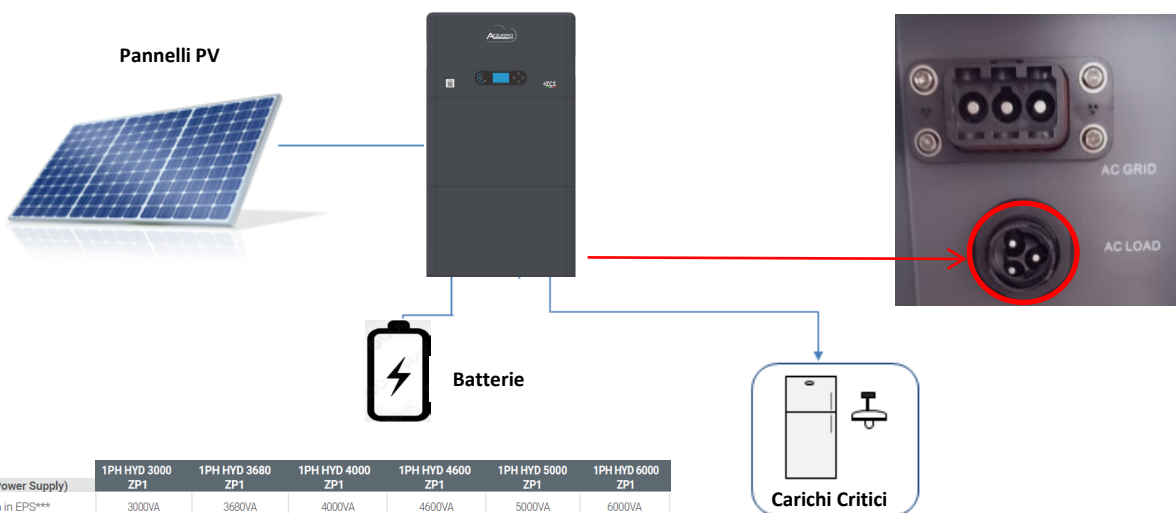 Pannelli PV
AZZURRO
ZCS
AC GRID
AC LOAD
Batterie
Carichi Critici
1PH HYD 3000 ZP1
1PH HYD 3680 ZP1
1PH HYD 4000 ZP1
1PH HYD 4600 ZP1
1PH HYD 5000 ZP1
1PH HYD 6000 ZP1
Power Supply)
in EPS***
3000VA
3680VA
4000VA
4600VA
5000VA
6000VA